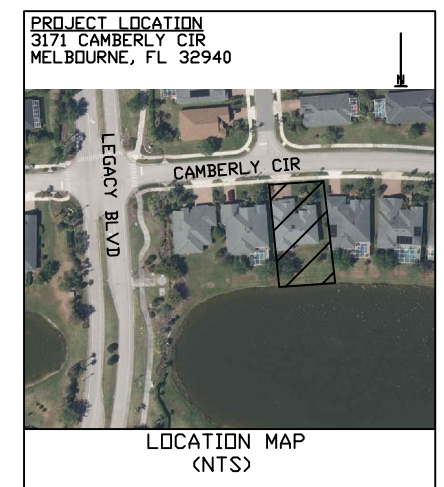 PROJECT LOCATION
3171 CAMBERLY CIR
MELBOURNE, FL 32940
N
LEGACY BLVD
CAMBERLY CIR
LOCATION MAP
(NTS)